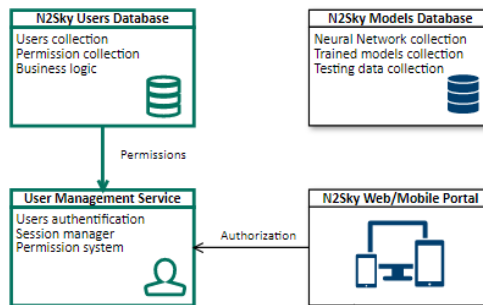 N2Sky Users Database
Users collection
Permission collection
Business logic
N2Sky Models Database
Neural Network collection
Trained models collection
Testing data collection
Permissions
User Management Service
Users authentication
Session manager
Permission system
Authorization
N2Sky Web/Mobile Portal